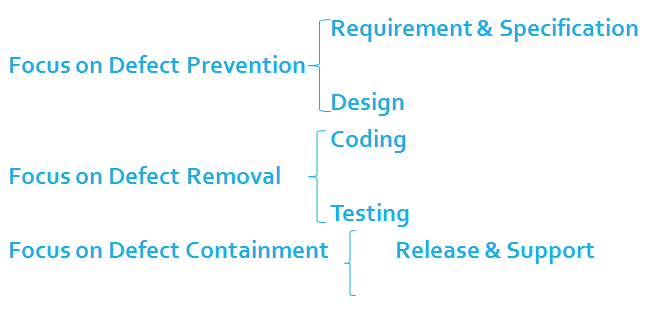 Requirement & Specification
Focus on Defect Prevention
Design
Coding
Focus on Defect Removal
Testing
Focus on Defect Containment
Release & Support